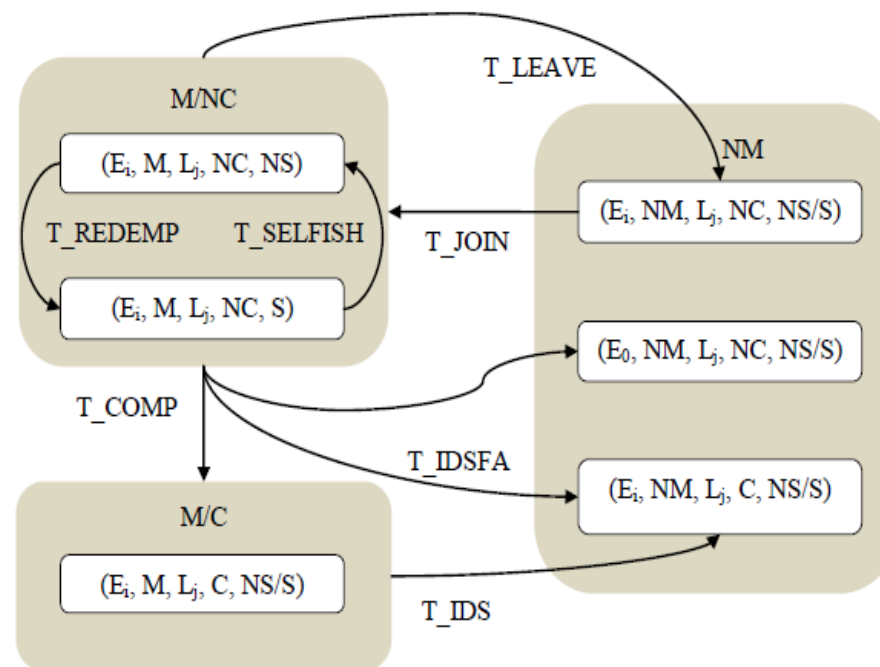 T_LEAVE
M/NC
(Ei, M, Lj, NC, NS)
T_REDEMP
T_SELFISH
(Ei, M, Lj, NC, S)
NM
(Ei, NM, Lj, NC, NS/S)
T_JOIN
(E0, NM, Lj, NC, NS/S)
T_COMP
T_IDSFA
(Ei, NM, Lj, C, NS/S)
M/C
(Ei, M, Lj, C, NS/S)
T_IDS